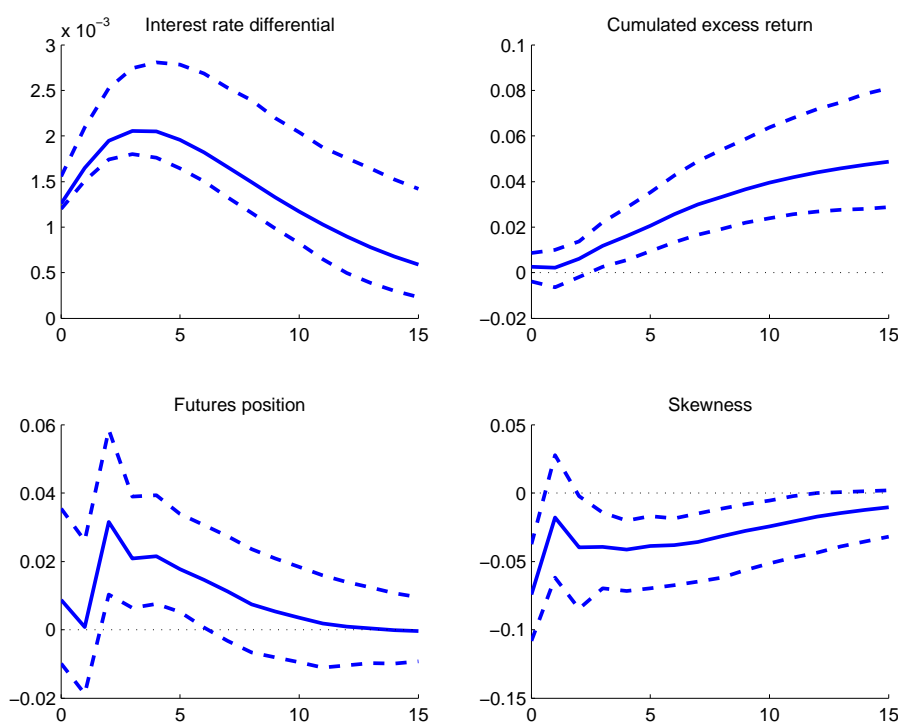 Interest rate differential
x 10⁻³
3
2.5
2
1.5
1
0.5
0
0 5 10 15
Cumulated excess return
0.1
0.08
0.06
0.04
0.02
0
−0.02
0 5 10 15
Futures position
0.06
0.04
0.02
0
−0.02
0 5 10 15
Skewness
0.05
0
−0.05
−0.1
−0.15
0 5 10 15